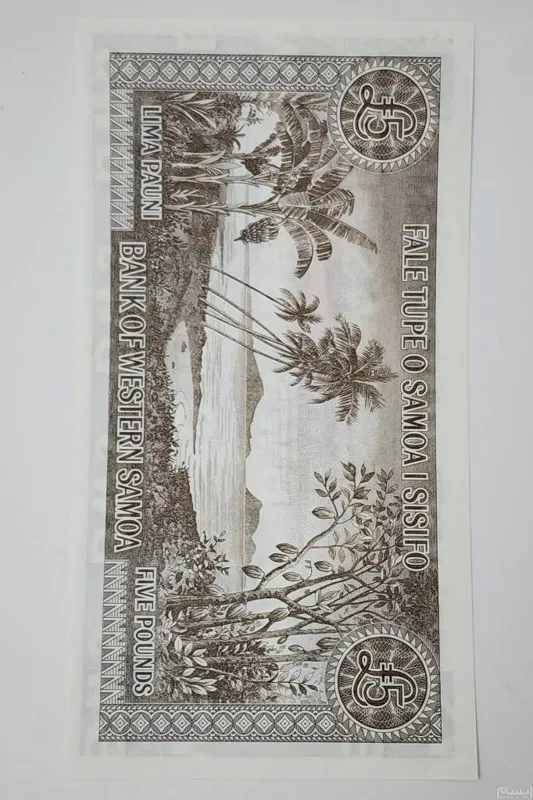 £5
£5
FALE TUPE O SAMOA I SISIFO
LIMA PAUNI
BANK OF WESTERN SAMOA
FIVE POUNDS